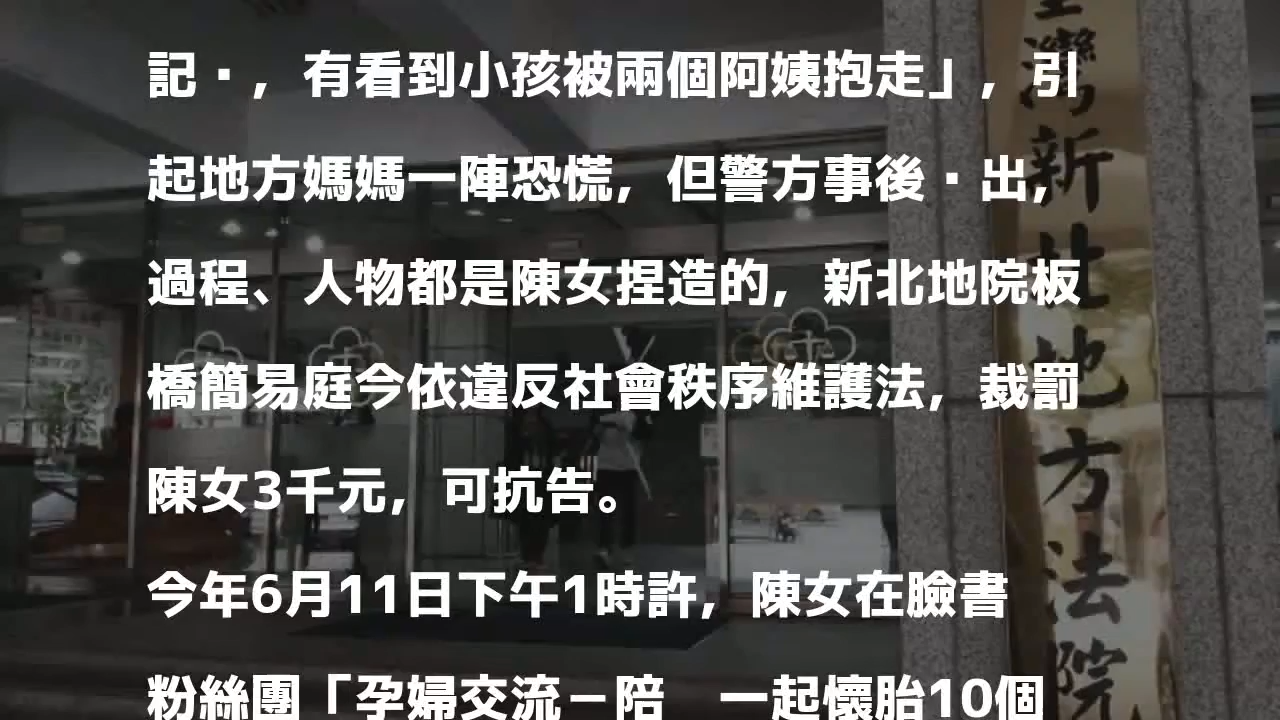 記▪，有看到小孩被兩個阿姨抱走」，引
起地方媽媽一陣恐慌，但警方事後▪出，
過程、人物都是陳女捏造的，新北地院板
橋簡易庭今依違反社會秩序維護法，裁罰
陳女3千元，可抗告。
今年6月11日下午1時許，陳女在臉書
粉絲團「孕婦交流－陪　一起懷胎10個
臺灣新北地方法院